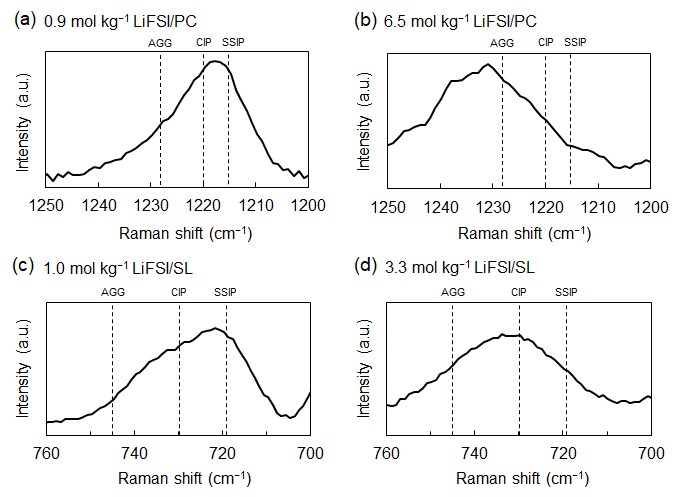 (a) 0.9 mol kg⁻¹ LiFSI/PC
AGG CIP SSIP
Intensity (a.u.)
1250 1240 1230 1220 1210 1200
Raman shift (cm⁻¹)
(b) 6.5 mol kg⁻¹ LiFSI/PC
AGG CIP SSIP
Intensity (a.u.)
1250 1240 1230 1220 1210 1200
Raman shift (cm⁻¹)
(c) 1.0 mol kg⁻¹ LiFSI/SL
AGG CIP SSIP
Intensity (a.u.)
760 740 720 700
Raman shift (cm⁻¹)
(d) 3.3 mol kg⁻¹ LiFSI/SL
AGG CIP SSIP
Intensity (a.u.)
760 740 720 700
Raman shift (cm⁻¹)